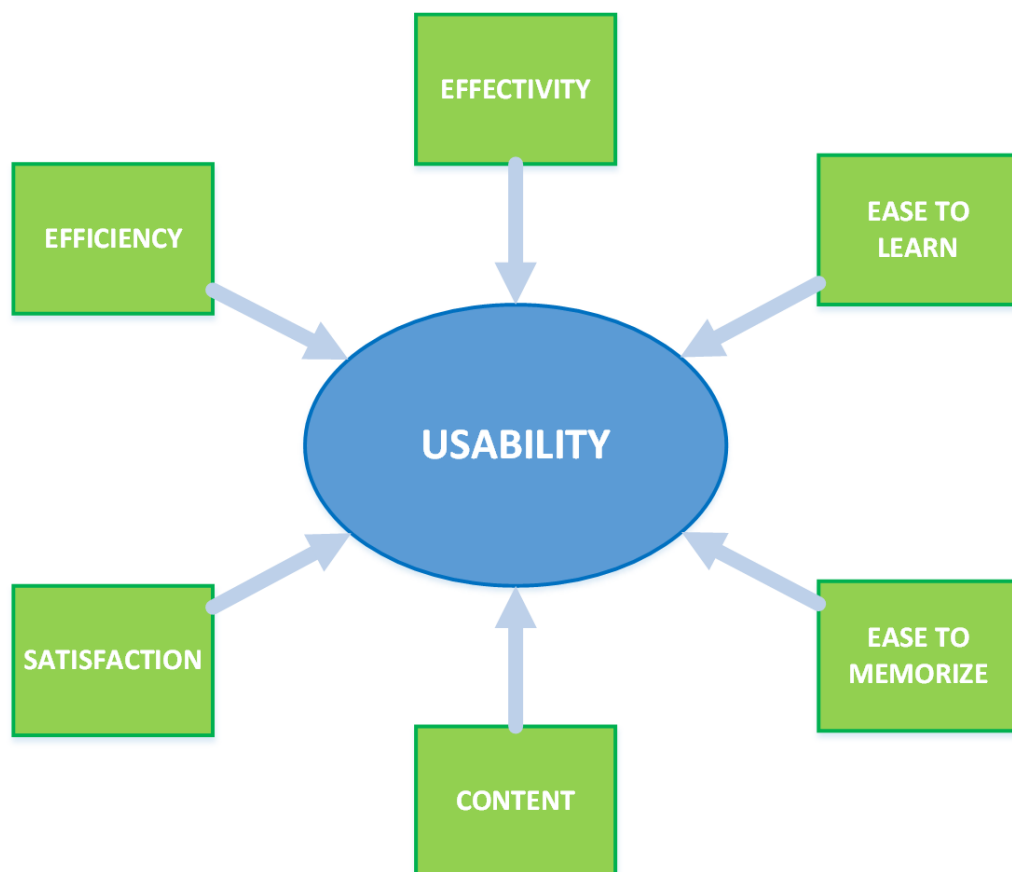 EFFECTIVITY
EFFICIENCY
EASE TO
LEARN
USABILITY
SATISFACTION
EASE TO
MEMORIZE
CONTENT